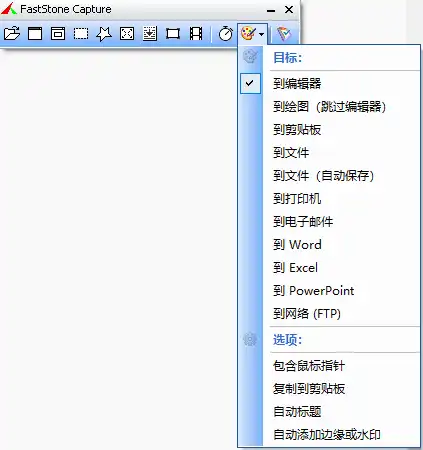 FastStone Capture
目标：
到编辑器
到绘图（跳过编辑器）
到剪贴板
到文件
到文件（自动保存）
到打印机
到电子邮件
到 Word
到 Excel
到 PowerPoint
到网络 (FTP)
选项：
包含鼠标指针
复制到剪贴板
自动标题
自动添加边缘或水印